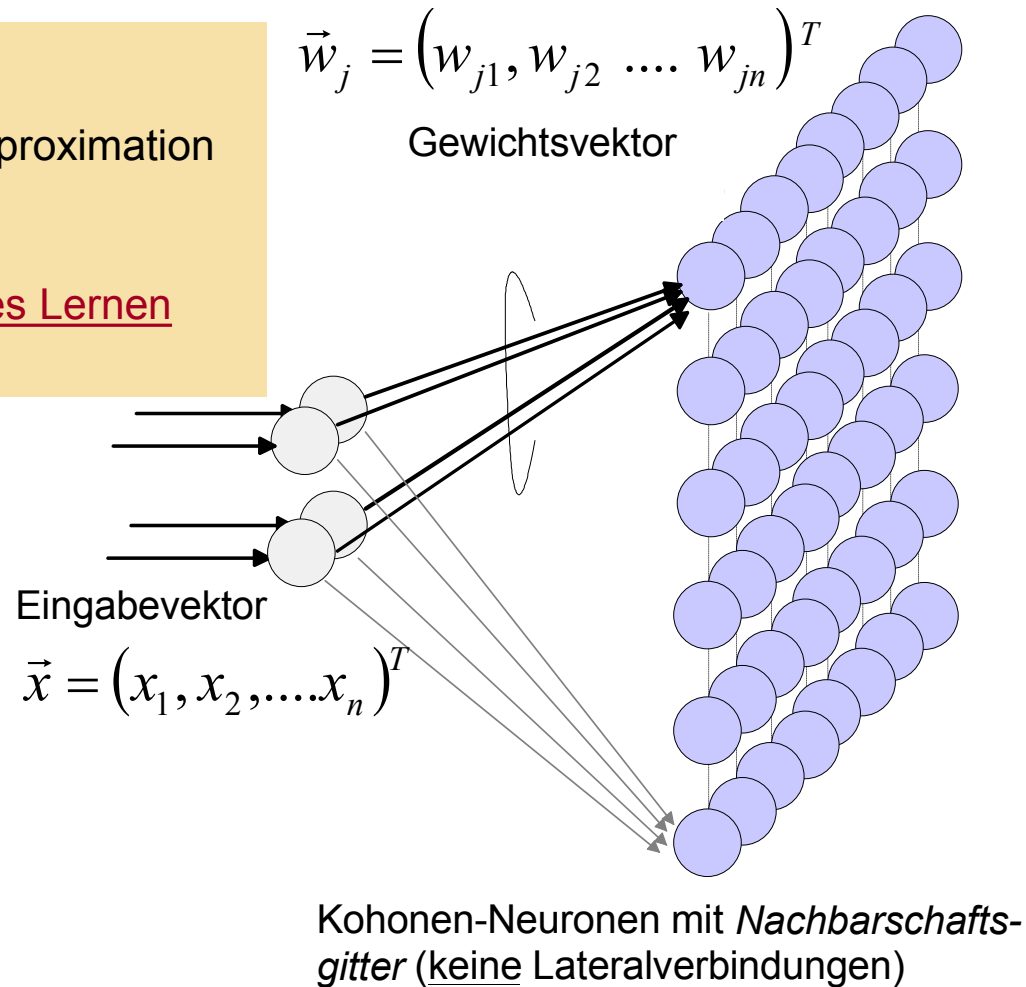 w⃗_j = (w_j1, w_j2 .... w_jn)^T
proximation
Gewichtsvektor
es Lernen
Eingabevektor
x⃗ = (x_1, x_2,....x_n)^T
Kohonen-Neuronen mit Nachbarschafts-
gitter (keine Lateralverbindungen)